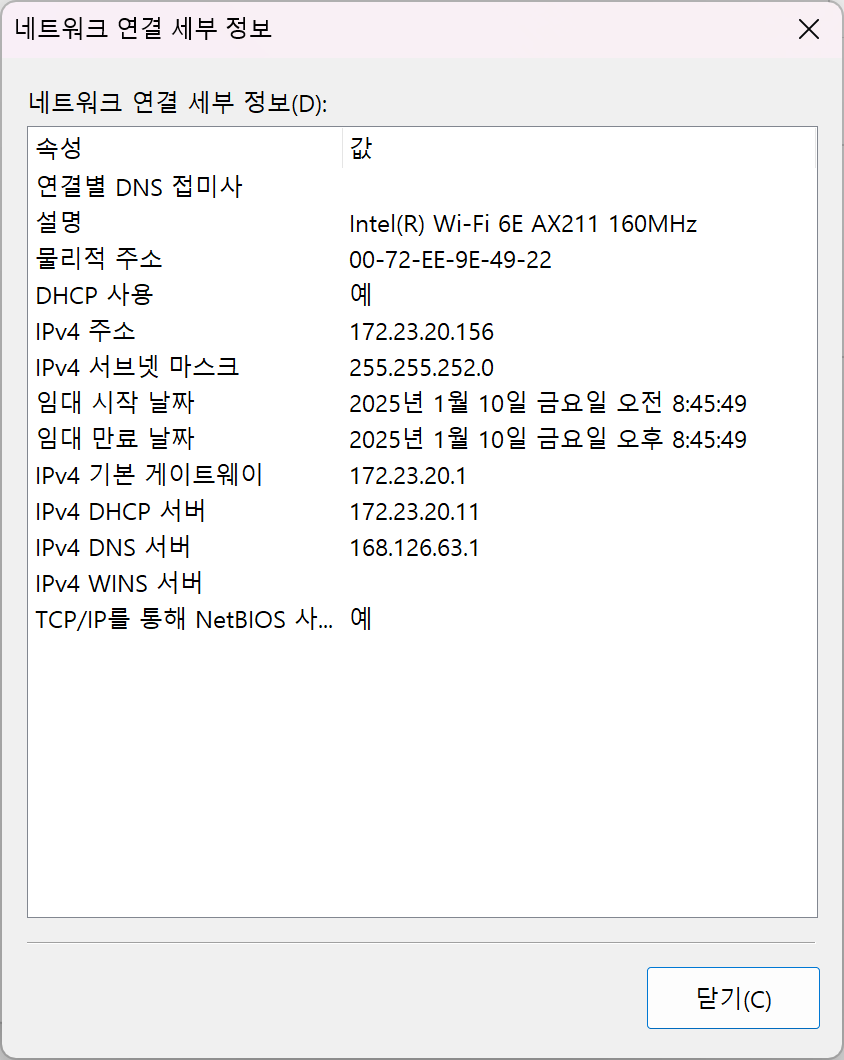 네트워크 연결 세부 정보
네트워크 연결 세부 정보(D):
속성 값
연결별 DNS 접미사
설명 Intel(R) Wi-Fi 6E AX211 160MHz
물리적 주소 00-72-EE-9E-49-22
DHCP 사용 예
IPv4 주소 172.23.20.156
IPv4 서브넷 마스크 255.255.252.0
임대 시작 날짜 2025년 1월 10일 금요일 오전 8:45:49
임대 만료 날짜 2025년 1월 10일 금요일 오후 8:45:49
IPv4 기본 게이트웨이 172.23.20.1
IPv4 DHCP 서버 172.23.20.11
IPv4 DNS 서버 168.126.63.1
IPv4 WINS 서버
TCP/IP를 통해 NetBIOS 사... 예
닫기(C)